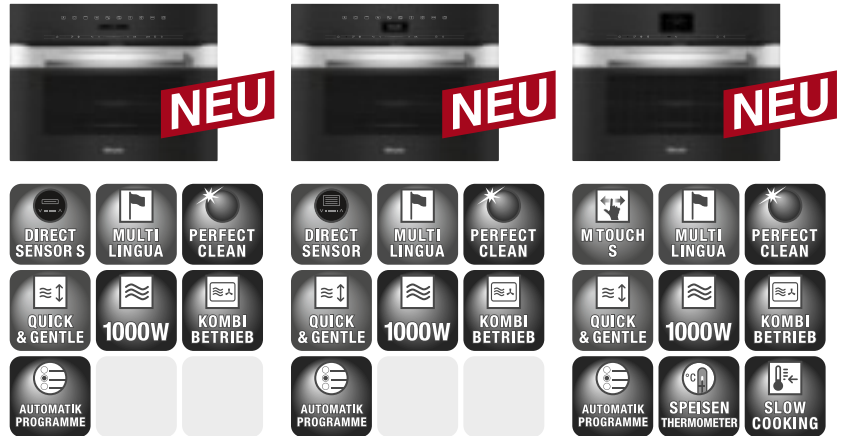 NEU
NEU
NEU
DIRECT
SENSOR S
MULTI
LINGUA
PERFECT
CLEAN
DIRECT
SENSOR
MULTI
LINGUA
PERFECT
CLEAN
M TOUCH
S
MULTI
LINGUA
PERFECT
CLEAN
QUICK
& GENTLE
1000W
KOMBI
BETRIEB
QUICK
& GENTLE
1000W
KOMBI
BETRIEB
QUICK
& GENTLE
1000W
KOMBI
BETRIEB
AUTOMATIK
PROGRAMME
AUTOMATIK
PROGRAMME
AUTOMATIK
PROGRAMME
°C
SPEISEN
THERMOMETER
SLOW
COOKING